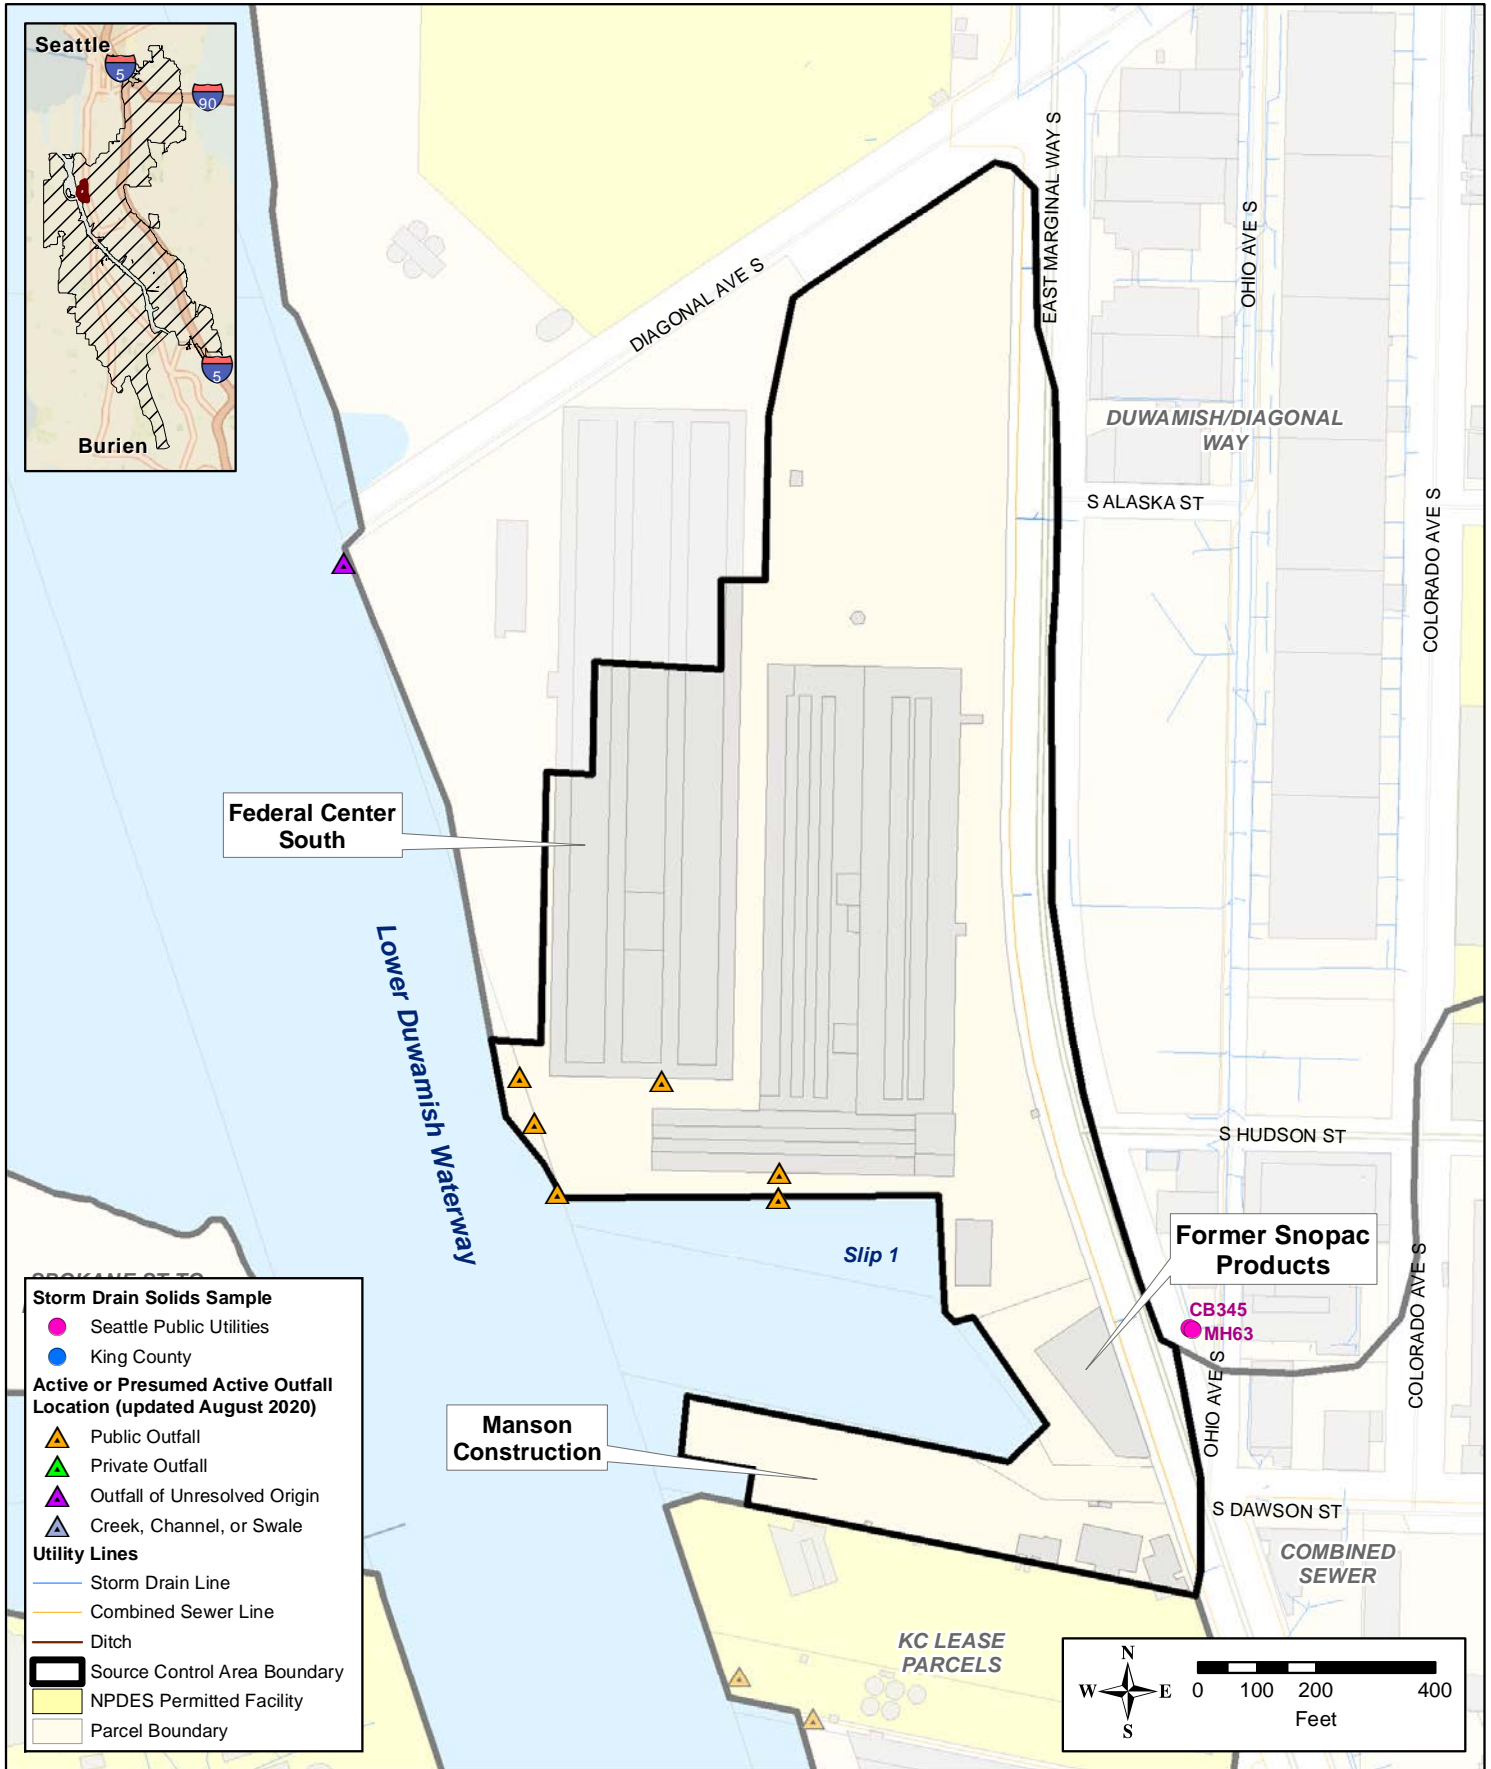 Seattle
5
90
5
Burien
DIAGONAL AVE S
EAST MARGINAL WAY S
OHIO AVE S
DUWAMISH/DIAGONAL
WAY
S ALASKA ST
COLORADO AVE S
Federal Center
South
Lower Duwamish Waterway
S HUDSON ST
Slip 1
Former Snopac
Products
CB345
MH63
COLORADO AVE S
OHIO AVE S
Manson
Construction
S DAWSON ST
COMBINED
SEWER
KC LEASE
PARCELS
SPOKANE ST TO
Storm Drain Solids Sample
Seattle Public Utilities
King County
Active or Presumed Active Outfall
Location (updated August 2020)
Public Outfall
Private Outfall
Outfall of Unresolved Origin
Creek, Channel, or Swale
Utility Lines
Storm Drain Line
Combined Sewer Line
Ditch
Source Control Area Boundary
NPDES Permitted Facility
Parcel Boundary
N
W E
S
0 100 200 400
Feet